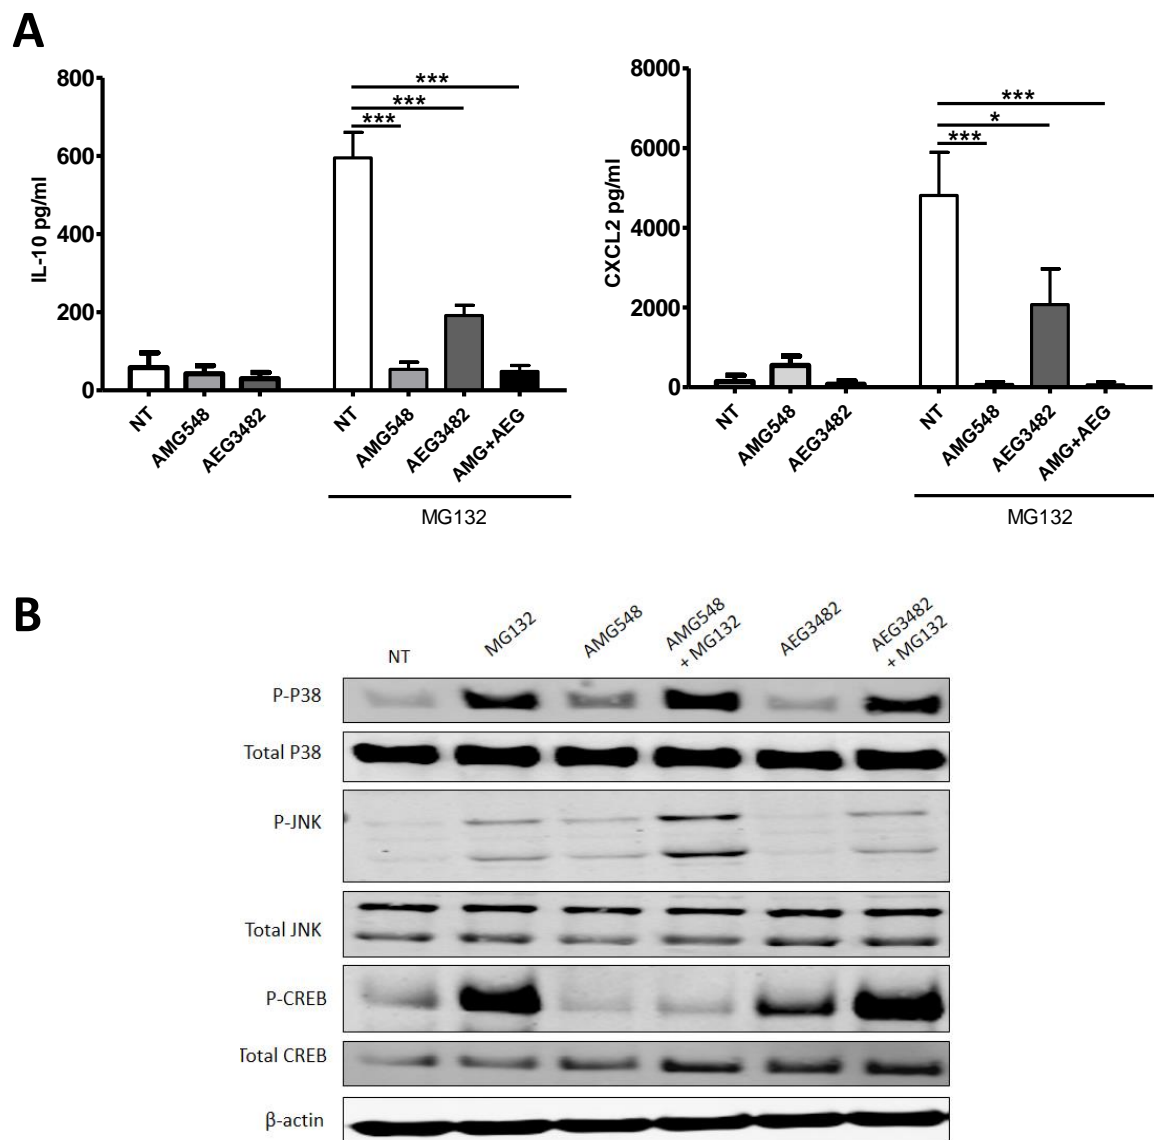 A
IL-10 pg/ml
800
600
400
200
0
***
***
***
NT
AMG548
AEG3482
NT
AMG548
AEG3482
AMG+AEG
MG132
CXCL2 pg/ml
8000
6000
4000
2000
0
***
*
***
NT
AMG548
AEG3482
NT
AMG548
AEG3482
AMG+AEG
MG132
B
NT
MG132
AMG548
AMG548
+ MG132
AEG3482
AEG3482
+ MG132
P-P38
Total P38
P-JNK
Total JNK
P-CREB
Total CREB
β-actin